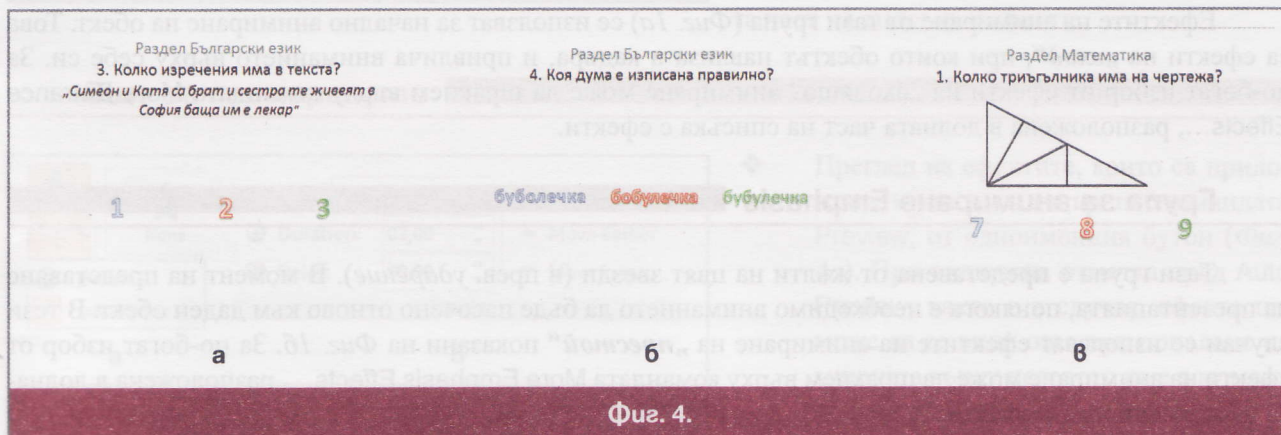 Раздел Български език
3. Колко изречения има в текста?
„Симеон и Катя са брат и сестра те живят в
София баща им е лекар"
1 2 3
а
Раздел Български език
4. Коя дума е изписана правилно?
буболечка бобулечка бубулечка
б
Раздел Математика
1. Колко триъгълника има на чертежа?
7 8 9
в
Фиг. 4.